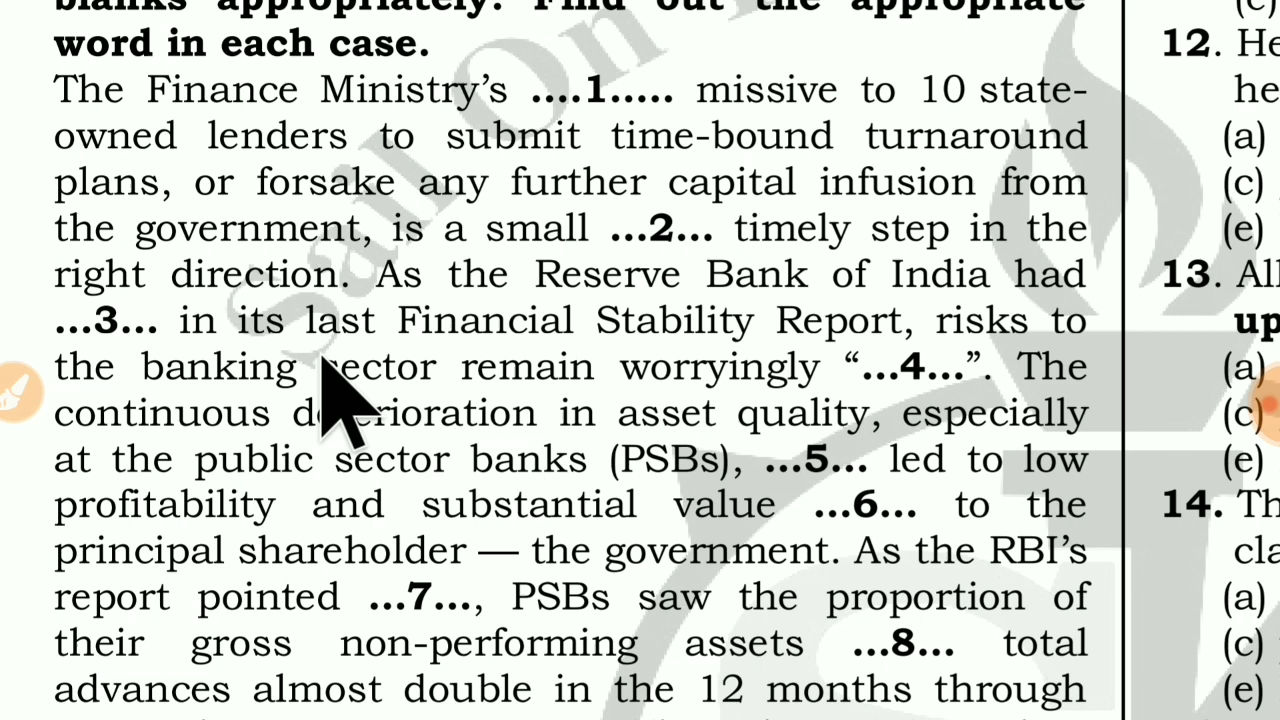 blanks appropriately. Find out the appropriate
word in each case.
The Finance Ministry's ....1..... missive to 10 state-
owned lenders to submit time-bound turnaround
plans, or forsake any further capital infusion from
the government, is a small ...2... timely step in the
right direction. As the Reserve Bank of India had
...3... in its last Financial Stability Report, risks to
the banking sector remain worryingly “...4...”. The
continuous deterioration in asset quality, especially
at the public sector banks (PSBs), ...5... led to low
profitability and substantial value ...6... to the
principal shareholder — the government. As the RBI's
report pointed ...7..., PSBs saw the proportion of
their gross non-performing assets ...8... total
advances almost double in the 12 months through
(c)
12. He
he
(a)
(c)
(e)
13. All
up
(a)
(c)
(e)
14. Th
cla
(a)
(c)
(e)